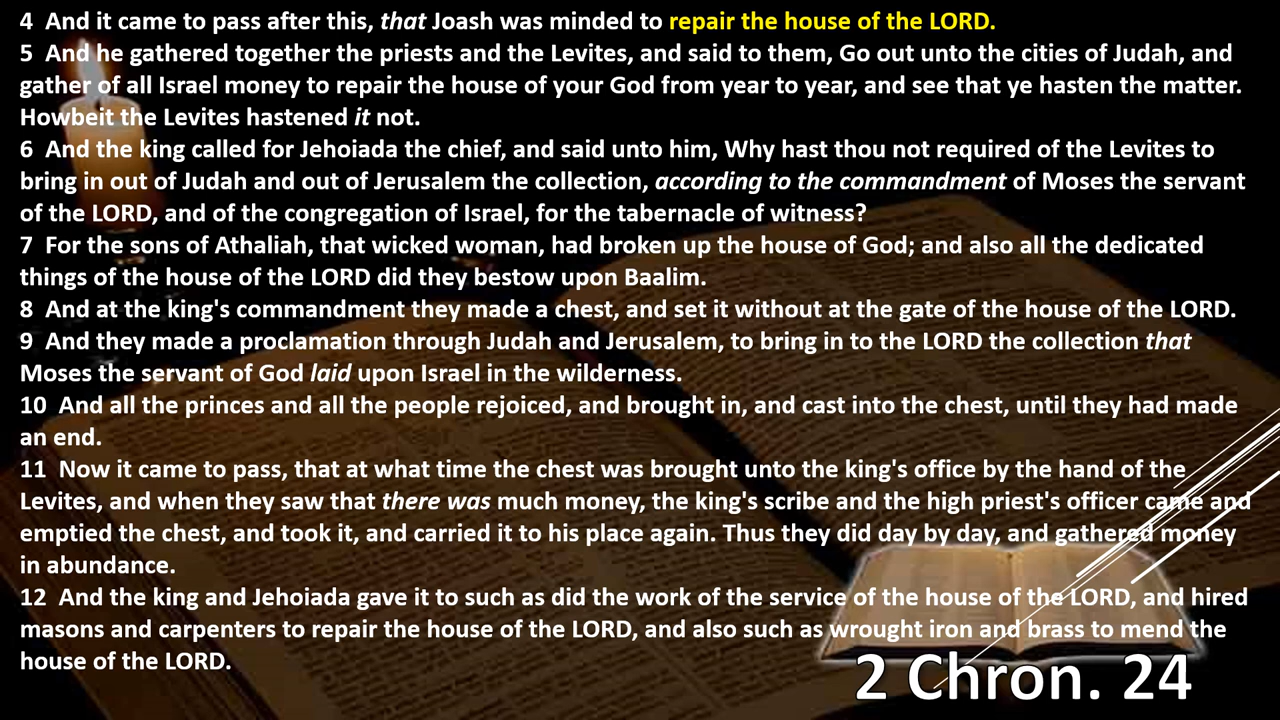 4 And it came to pass after this, that Joash was minded to repair the house of the LORD.
5 And he gathered together the priests and the Levites, and said to them, Go out unto the cities of Judah, and
gather of all Israel money to repair the house of your God from year to year, and see that ye hasten the matter.
Howbeit the Levites hastened it not.
6 And the king called for Jehoiada the chief, and said unto him, Why hast thou not required of the Levites to
bring in out of Judah and out of Jerusalem the collection, according to the commandment of Moses the servant
of the LORD, and of the congregation of Israel, for the tabernacle of witness?
7 For the sons of Athaliah, that wicked woman, had broken up the house of God; and also all the dedicated
things of the house of the LORD did they bestow upon Baalim.
8 And at the king's commandment they made a chest, and set it without at the gate of the house of the LORD.
9 And they made a proclamation through Judah and Jerusalem, to bring in to the LORD the collection that
Moses the servant of God laid upon Israel in the wilderness.
10 And all the princes and all the people rejoiced, and brought in, and cast into the chest, until they had made
an end.
11 Now it came to pass, that at what time the chest was brought unto the king's office by the hand of the
Levites, and when they saw that there was much money, the king's scribe and the high priest's officer came and
emptied the chest, and took it, and carried it to his place again. Thus they did day by day, and gathered money
in abundance.
12 And the king and Jehoiada gave it to such as did the work of the service of the house of the LORD, and hired
masons and carpenters to repair the house of the LORD, and also such as wrought iron and brass to mend the
house of the LORD.
2 Chron. 24